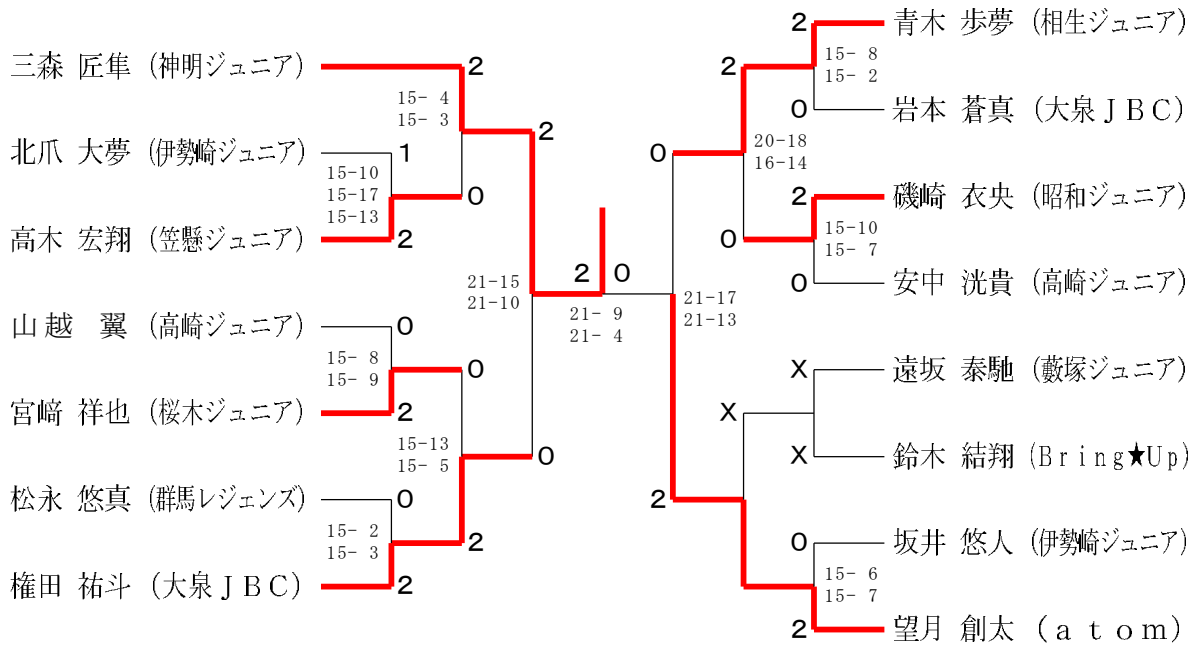 三森 匠隼 (神明ジュニア)
2
15- 4
15- 3
北爪 大夢 (伊勢崎ジュニア)
1
15-10
15-17
15-13
0
高木 宏翔 (笠懸ジュニア)
2
2
21-15
21-10
山越 翼 (高崎ジュニア)
0
15- 8
15- 9
0
宮﨑 祥也 (桜木ジュニア)
2
15-13
15- 5
0
松永 悠真 (群馬レジェンズ)
0
15- 2
15- 3
2
権田 祐斗 (大泉JBC)
2
2 0
21- 9
21- 4
2
青木 歩夢 (相生ジュニア)
15- 8
15- 2
2
0
岩本 蒼真 (大泉JBC)
0
20-18
16-14
2
磯崎 衣央 (昭和ジュニア)
15-10
15- 7
0
0
安中 洸貴 (高崎ジュニア)
21-17
21-13
X
遠坂 泰馳 (藪塚ジュニア)
X
X
鈴木 結翔 (Bring★Up)
2
0
坂井 悠人 (伊勢崎ジュニア)
15- 6
15- 7
2
望月 創太 (atom)